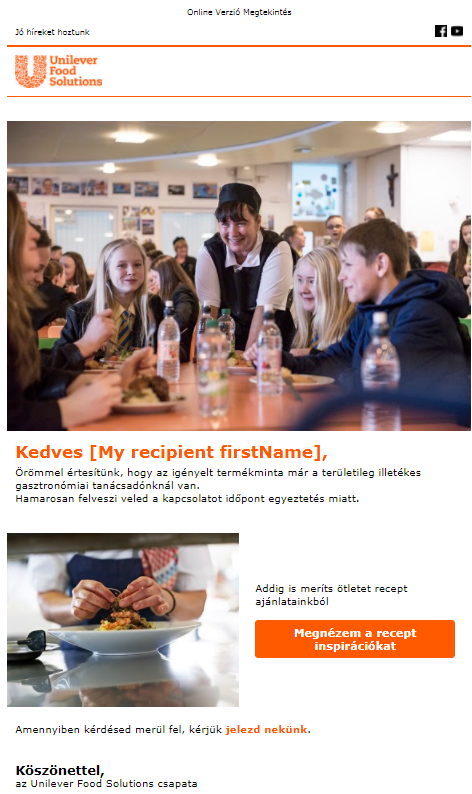 Online Verzió Megtekintés
Jó híreket hoztunk
Unilever
Food
Solutions
Kedves [My recipient firstName],
Örömmel értesítünk, hogy az igényelt termékminta már a területileg illetékes
gasztronómiai tanácsadónknál van.
Hamarosan felveszi veled a kapcsolatot időpont egyeztetés miatt.
Addig is meríts ötletet recept
ajánlatainkból
Megnézem a recept
inspirációkat
Amennyiben kérdésed merül fel, kérjük jelezd nekünk.
Köszönettel,
az Unilever Food Solutions csapata